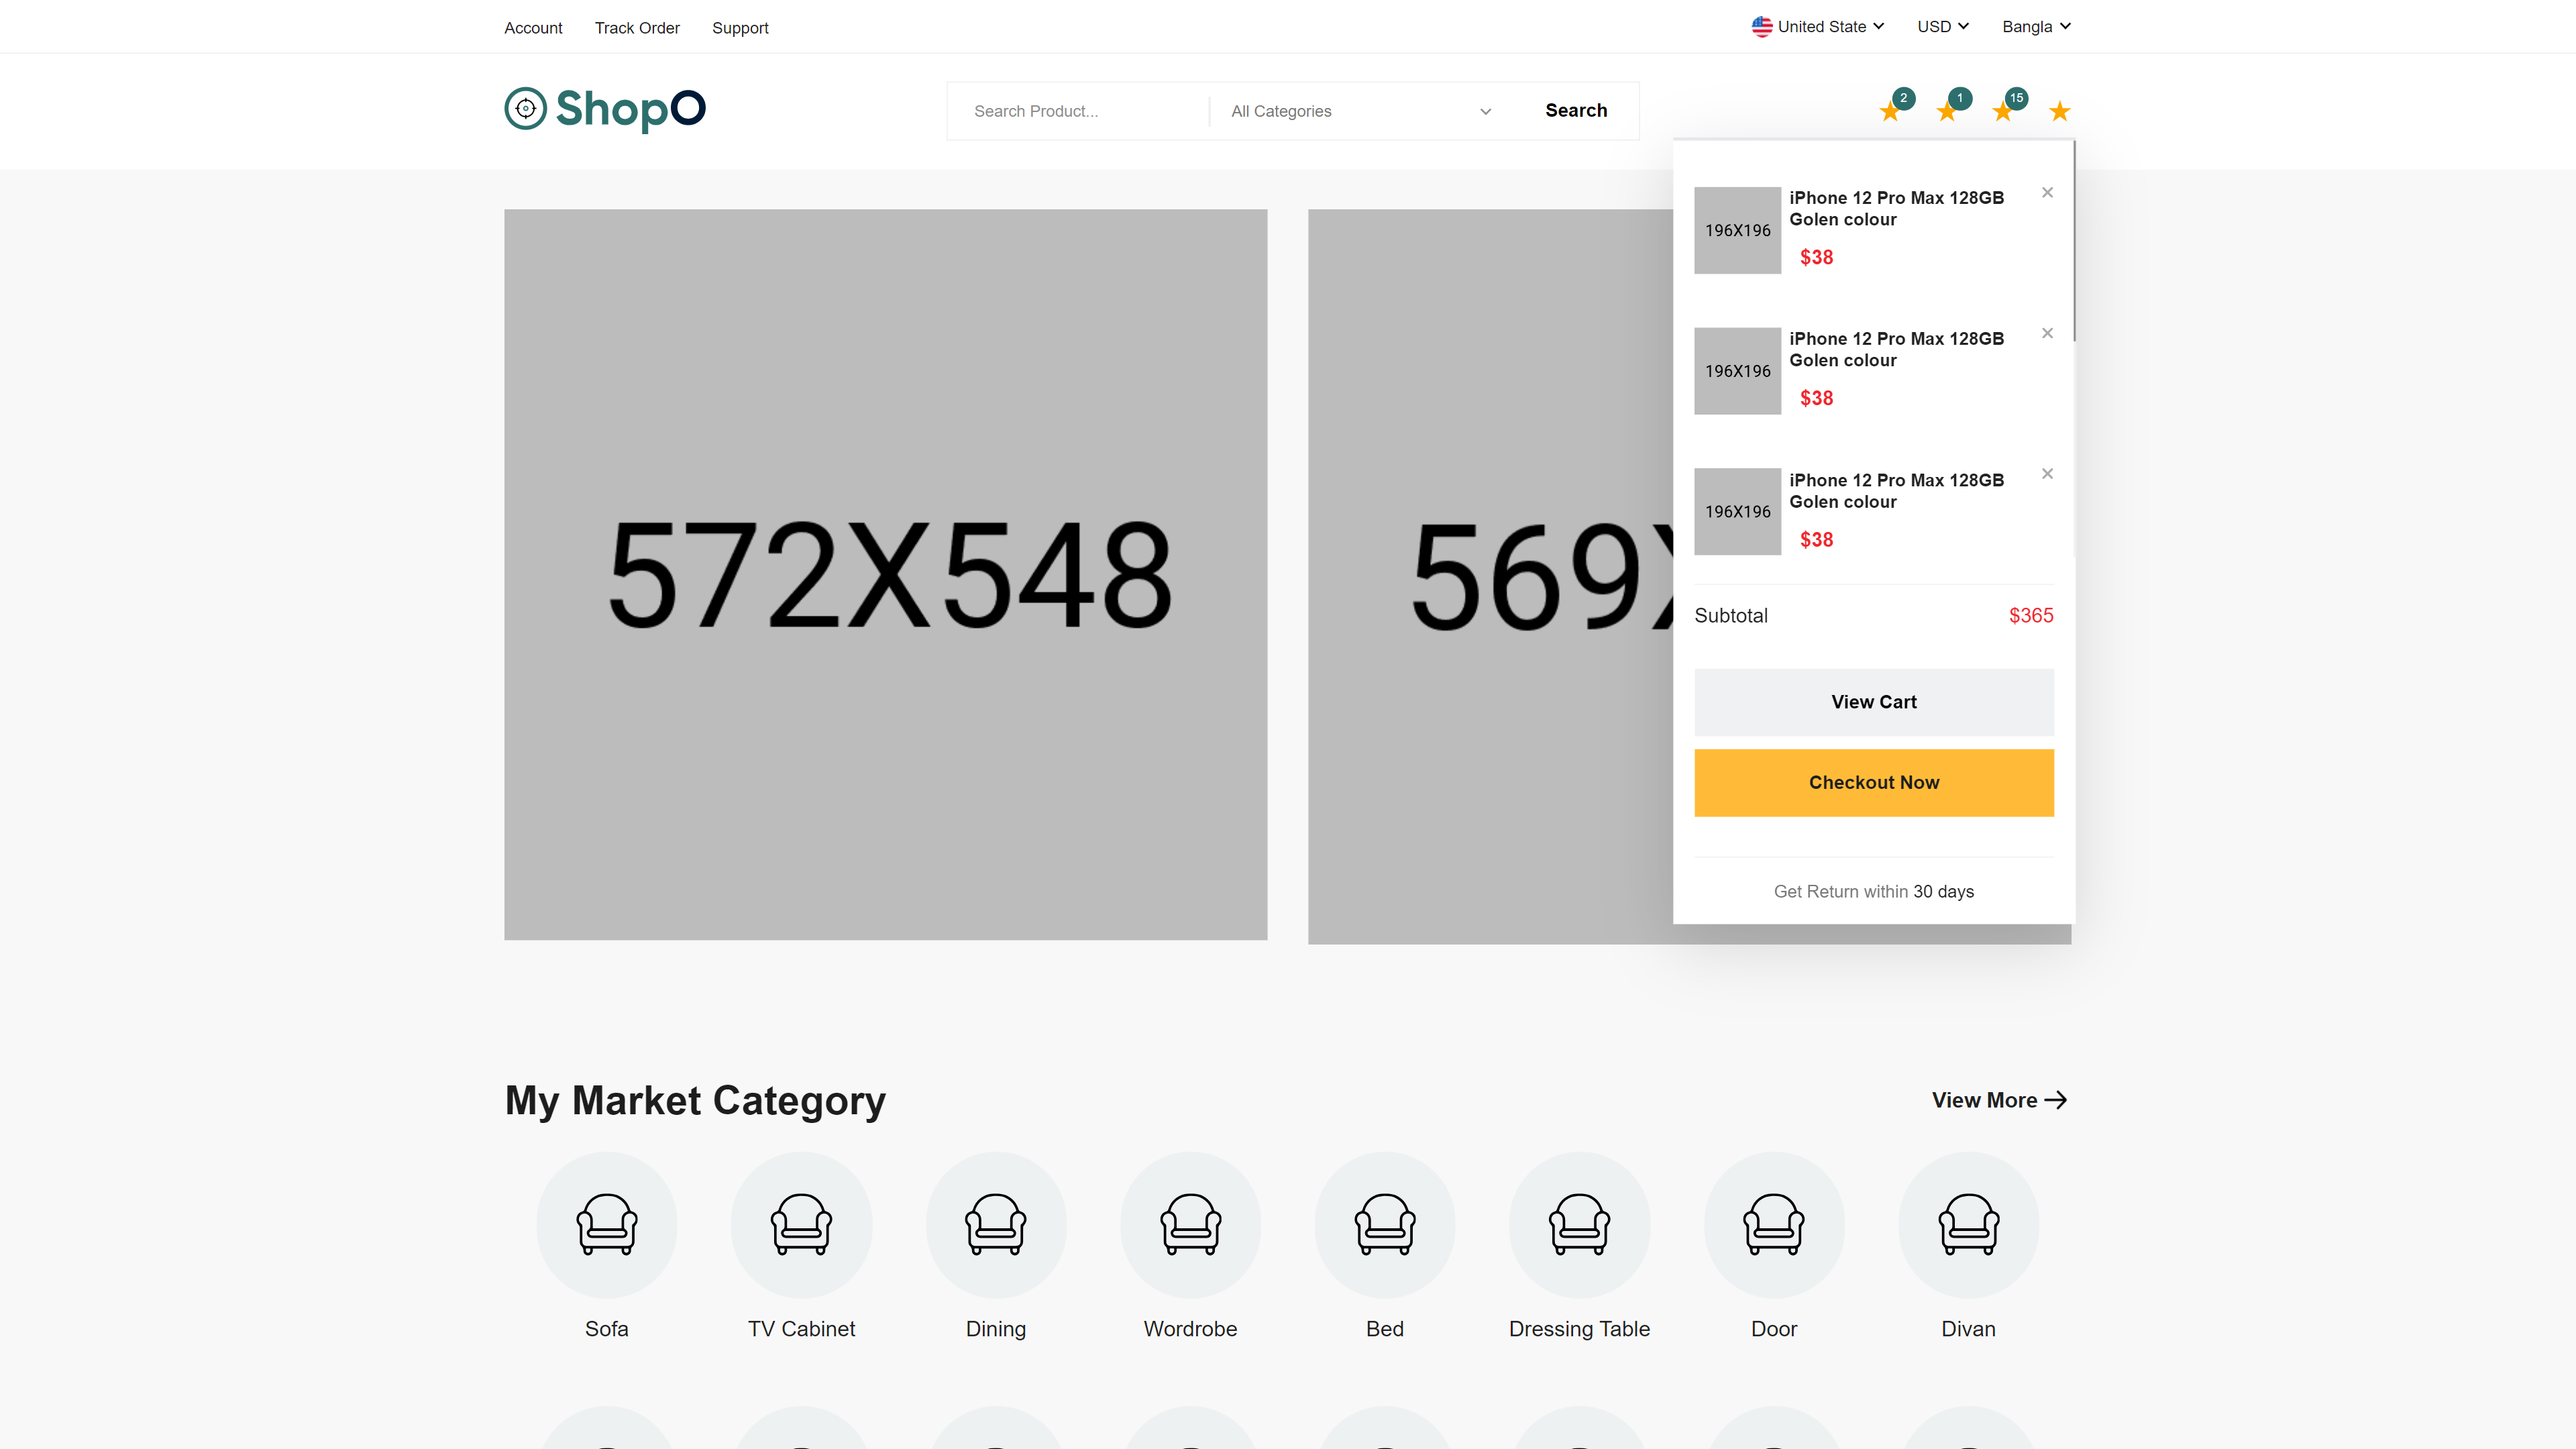 Account Track Order Support
United State USD Bangla
ShopO
Search Product... All Categories Search
2 1 15
iPhone 12 Pro Max 128GB
Golen colour
196X196
$38
iPhone 12 Pro Max 128GB
Golen colour
196X196
$38
iPhone 12 Pro Max 128GB
Golen colour
196X196
$38
Subtotal $365
View Cart
Checkout Now
Get Return within 30 days
572X548
569X
My Market Category
View More
Sofa
TV Cabinet
Dining
Wordrobe
Bed
Dressing Table
Door
Divan